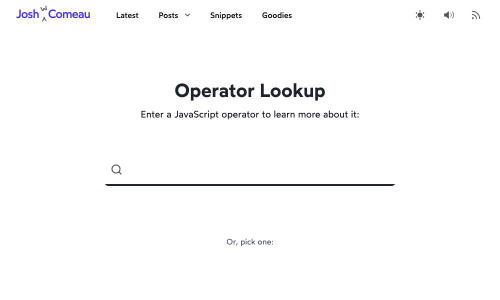 Josh W Comeau
Latest
Posts
Snippets
Goodies
Operator Lookup
Enter a JavaScript operator to learn more about it:
Or, pick one: